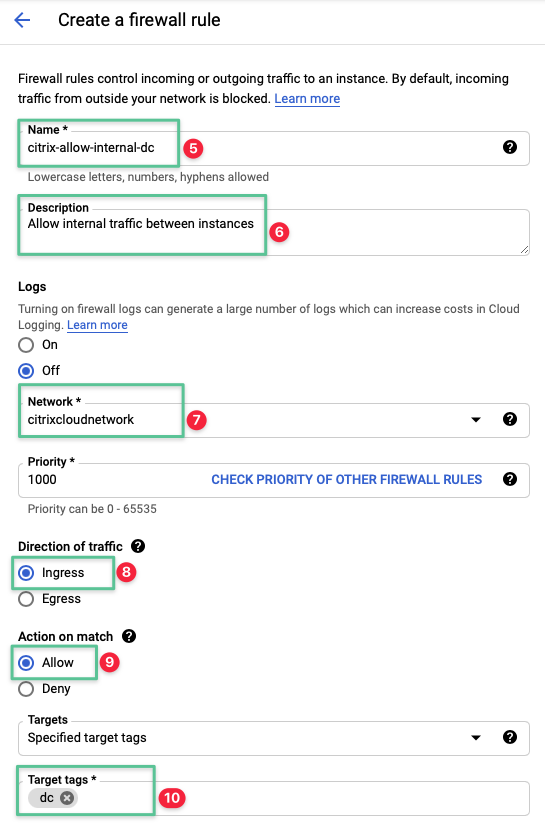 Create a firewall rule
Firewall rules control incoming or outgoing traffic to an instance. By default, incoming
traffic from outside your network is blocked. Learn more
Name *
citrix-allow-internal-dc
5
Lowercase letters, numbers, hyphens allowed
Description
Allow internal traffic between instances
6
Logs
Turning on firewall logs can generate a large number of logs which can increase costs in Cloud
Logging. Learn more
On
Off
Network *
citrixcloudnetwork
7
Priority *
1000 CHECK PRIORITY OF OTHER FIREWALL RULES
Priority can be 0 - 65535
Direction of traffic
Ingress
8
Egress
Action on match
Allow
9
Deny
Targets
Specified target tags
Target tags *
dc
10